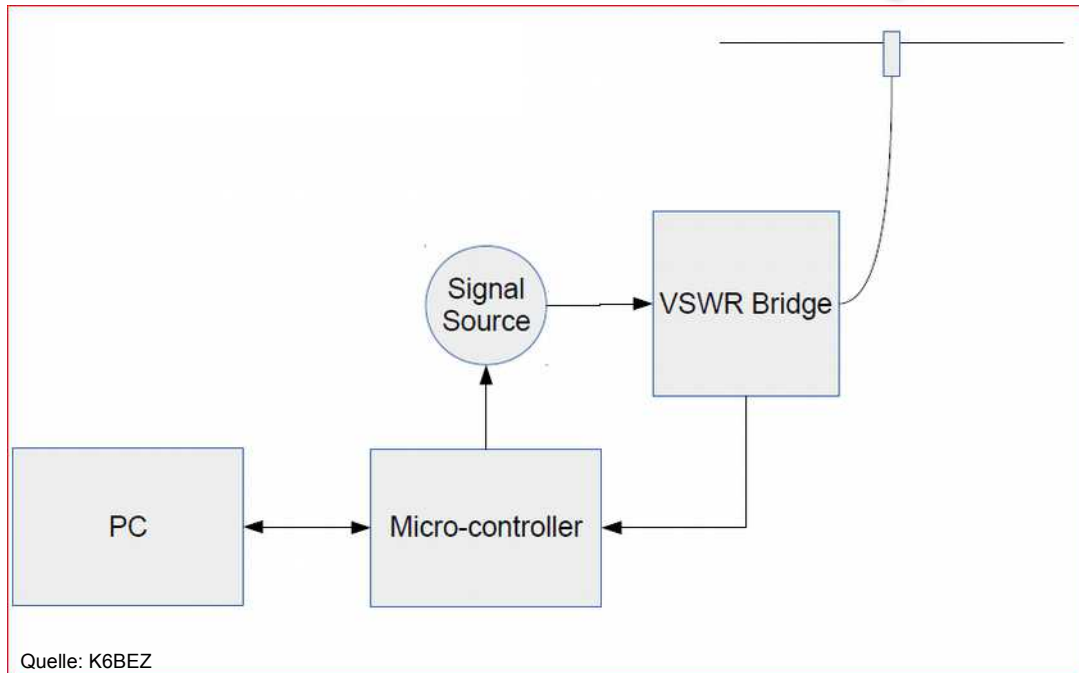 Signal
Source
VSWR Bridge
PC
Micro-controller
Quelle: K6BEZ